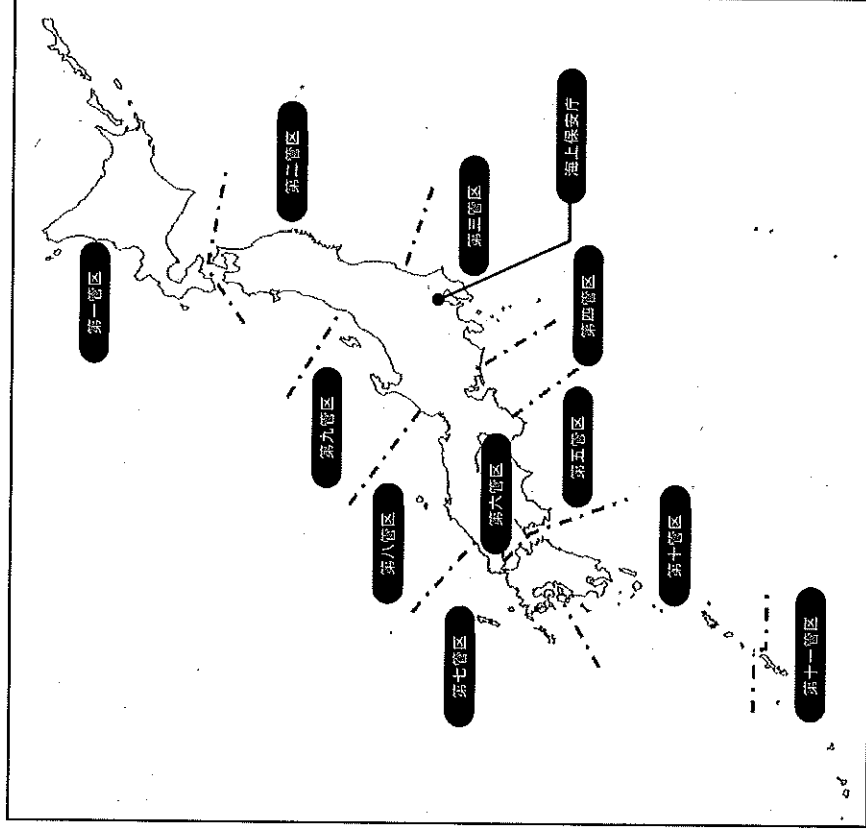 第一管区
第二管区
第三管区
海上保安庁
第四管区
第五管区
第六管区
第七管区
第八管区
第九管区
第十管区
第十一管区